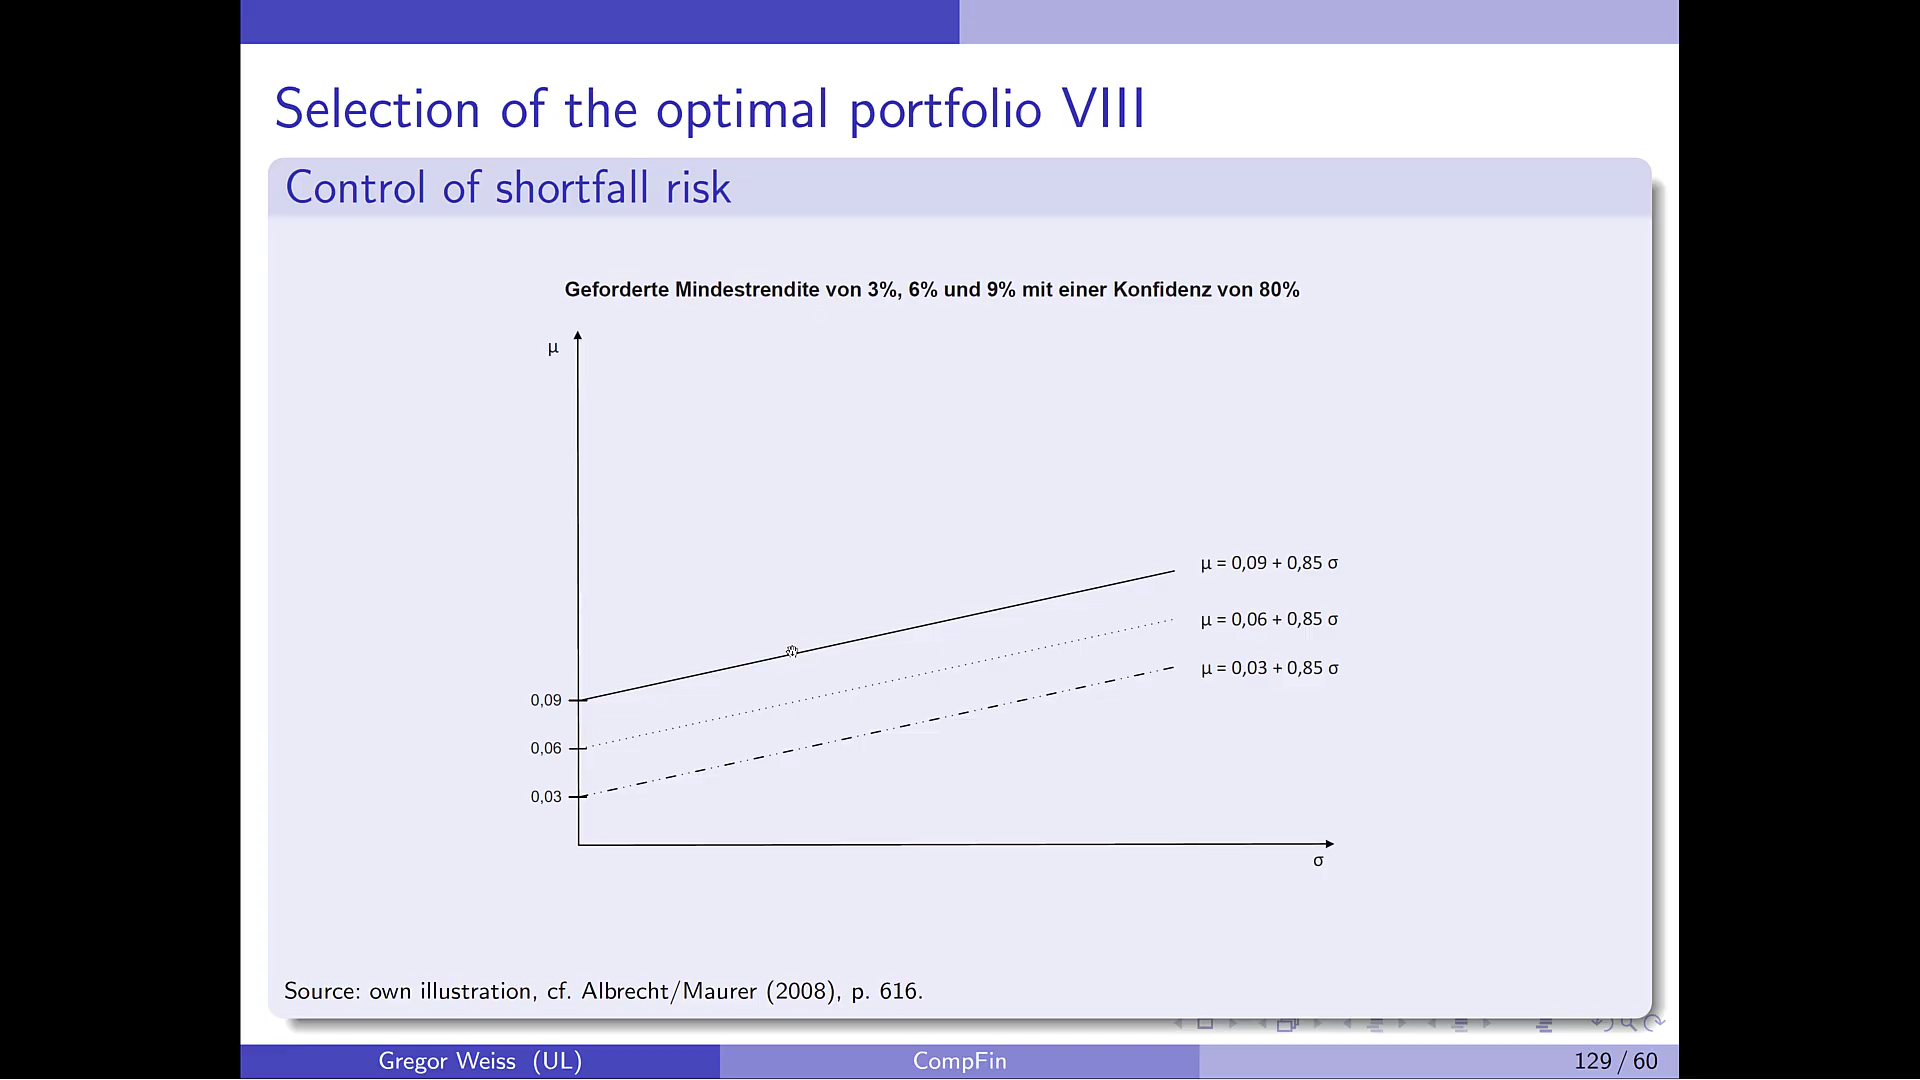 Selection of the optimal portfolio VIII
Control of shortfall risk
Geforderte Mindestrendite von 3%, 6% und 9% mit einer Konfidenz von 80%
μ
μ = 0,09 + 0,85 σ
μ = 0,06 + 0,85 σ
μ = 0,03 + 0,85 σ
0,09
0,06
0,03
σ
Source: own illustration, cf. Albrecht/Maurer (2008), p. 616.
Gregor Weiss (UL) CompFin 129 / 60